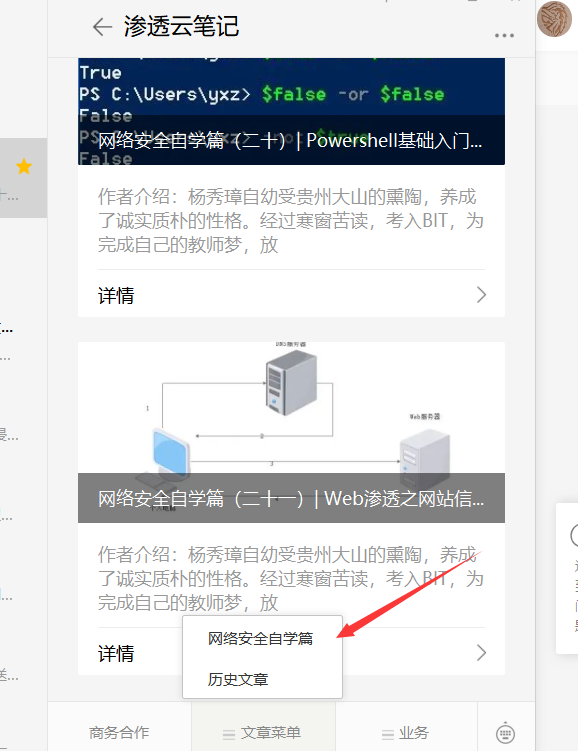 渗透云笔记
True
PS C:\Users\yxz> $false -or $false
False
网络安全自学篇（二十）| Powershell基础入门...
False
作者介绍：杨秀璋自幼受贵州大山的熏陶，养成
了诚实质朴的性格。经过寒窗苦读，考入BIT，为
完成自己的教师梦，放
详情
DNS服务器
1
Web服务器
2
3
网络安全自学篇（二十一）| Web渗透之网站信...
作者介绍：杨秀璋自幼受贵州大山的熏陶，养成
了诚实质朴的性格。经过寒窗苦读，考入BIT，为
完成自己的教师梦，放
详情
网络安全自学篇
历史文章
商务合作
文章菜单
业务